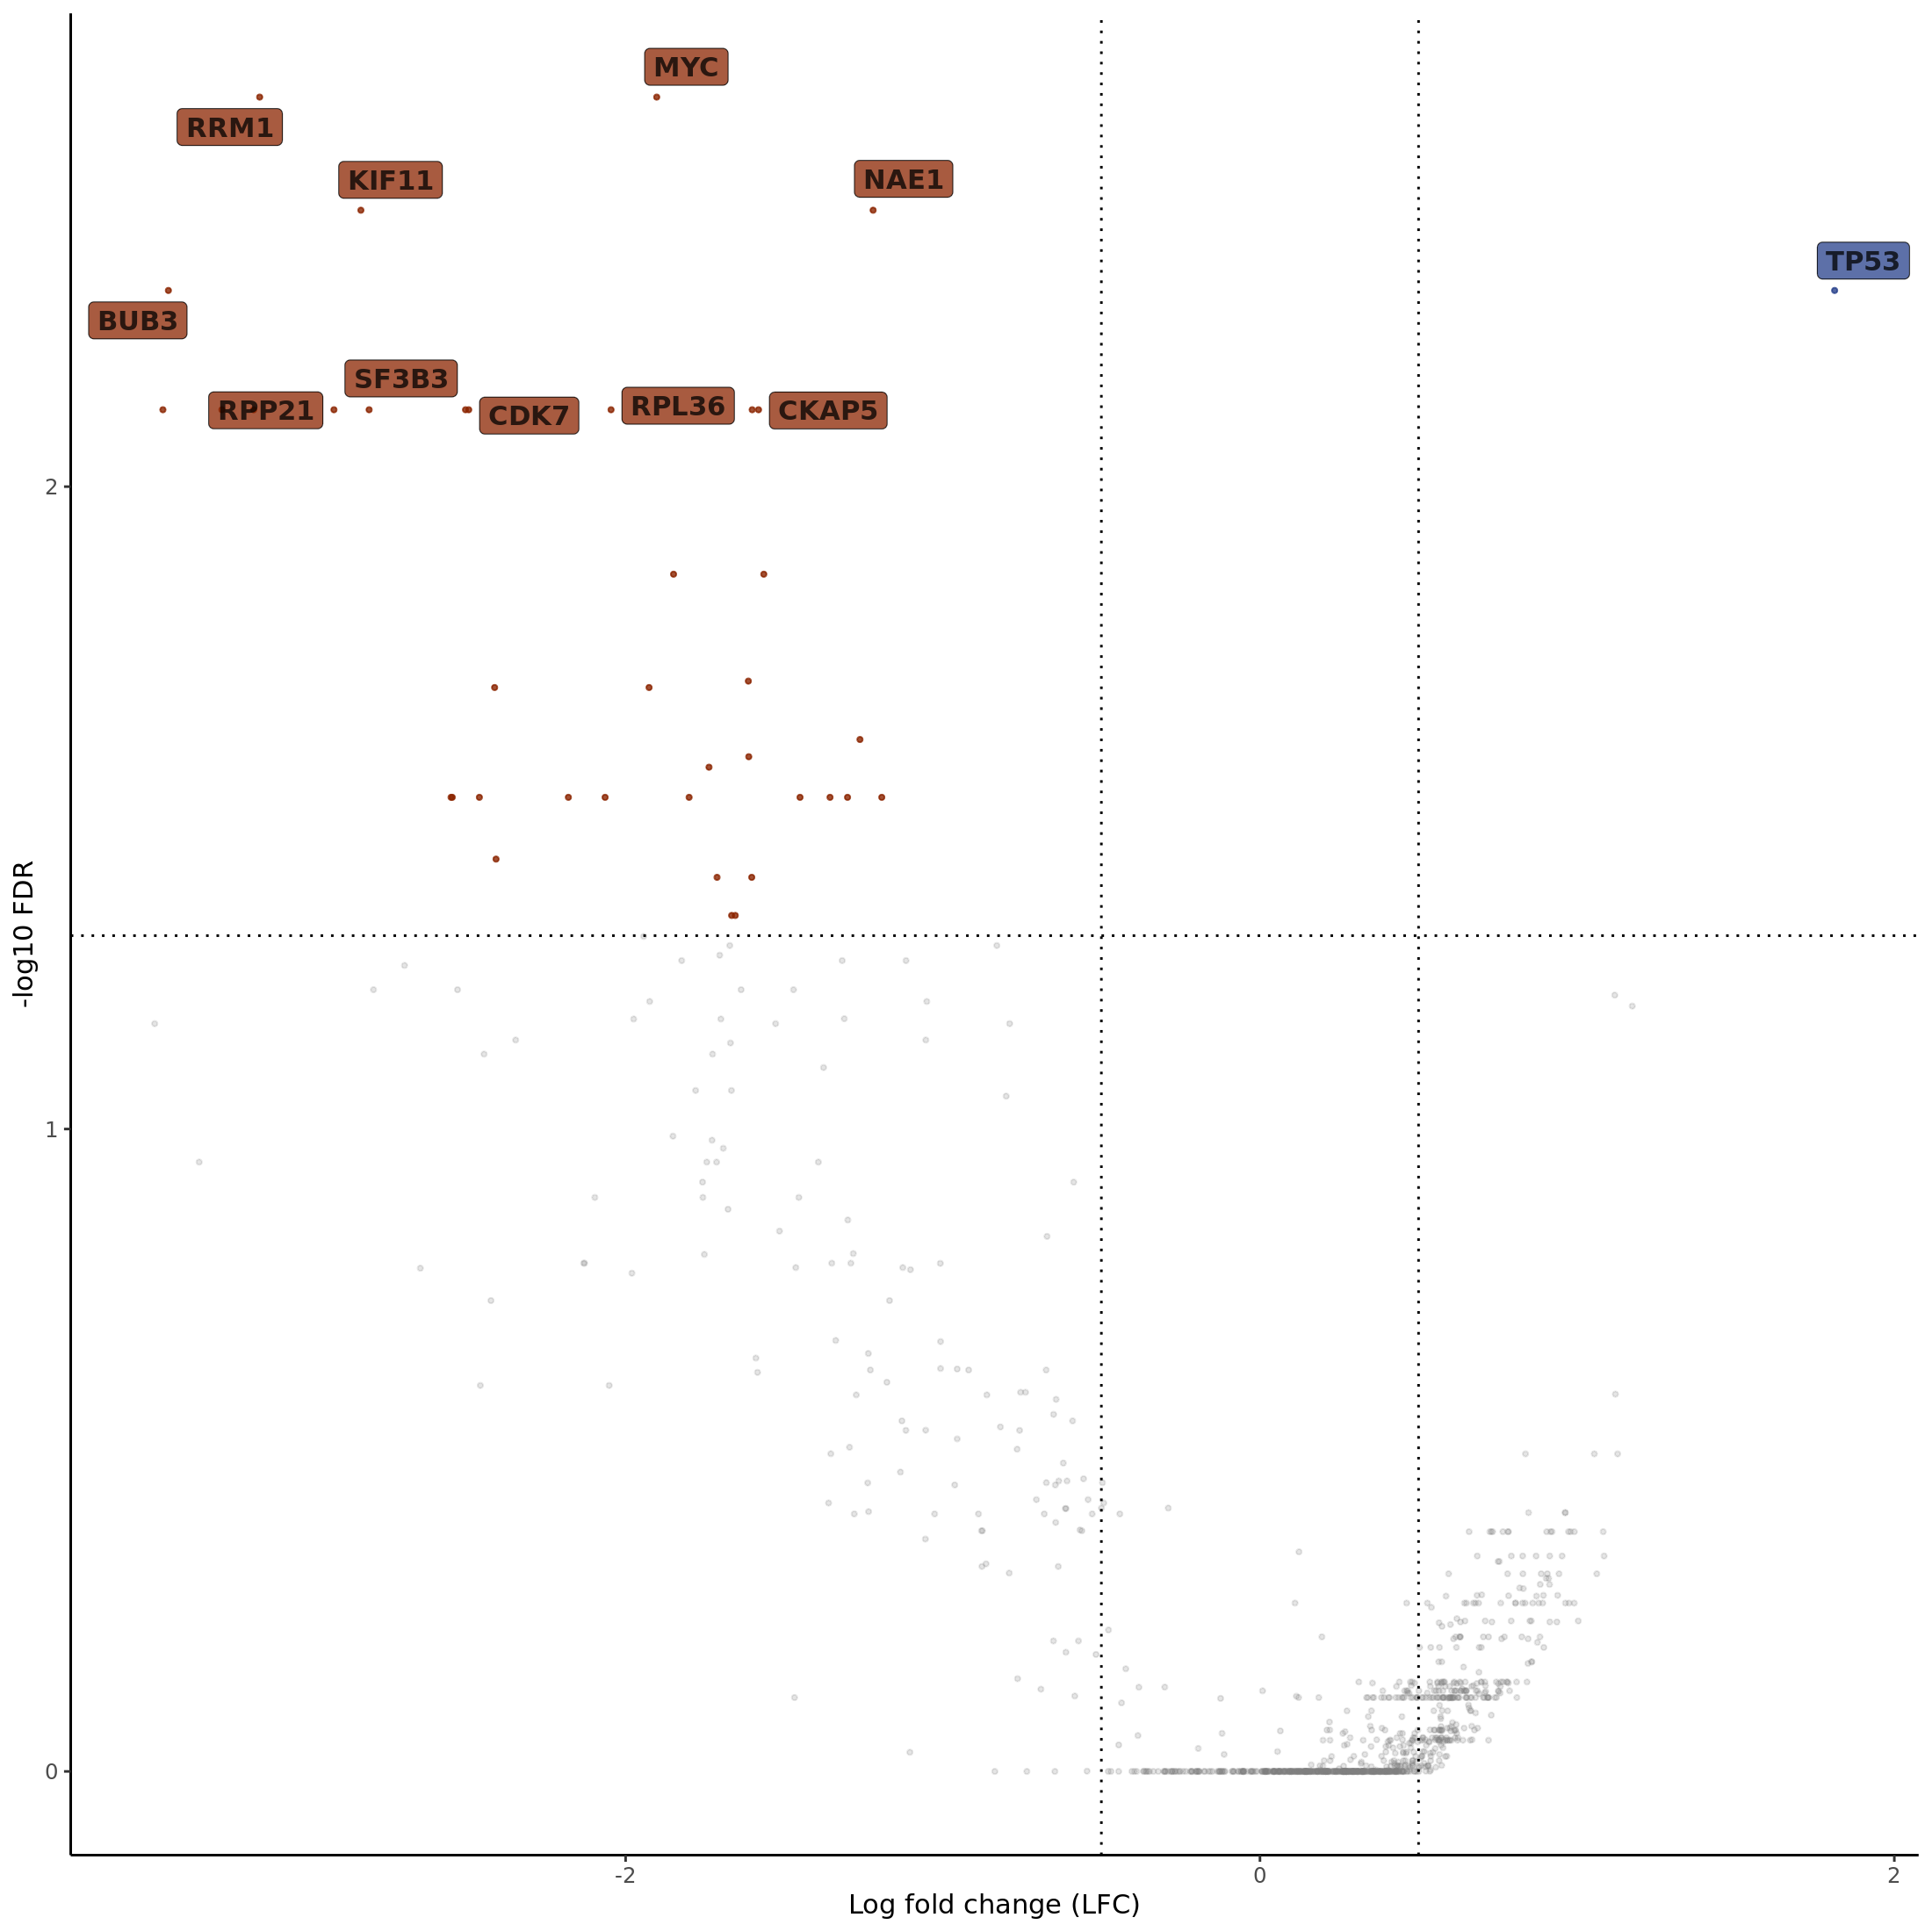 MYC
RRM1
KIF11
NAE1
TP53
BUB3
SF3B3
RPP21
CDK7
RPL36
CKAP5
2
1
0
-log10 FDR
-2
0
2
Log fold change (LFC)